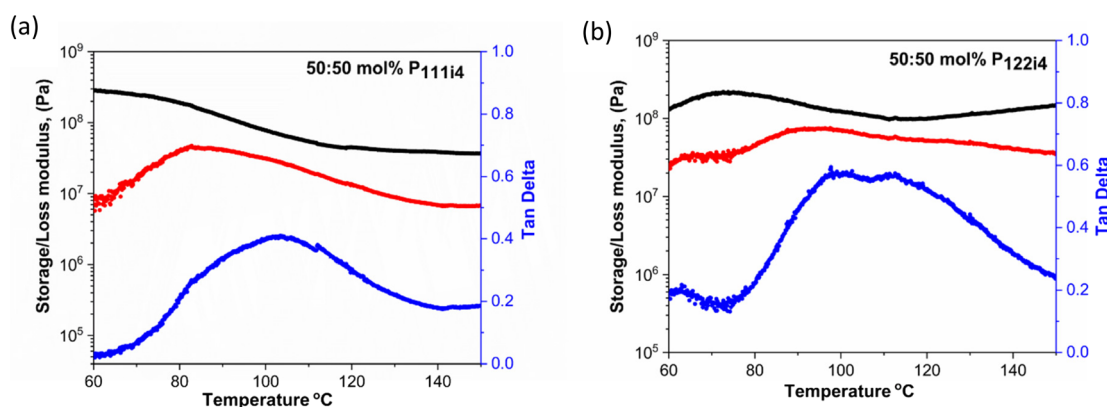 (a)
50:50 mol% P111i4
Storage/Loss modulus, (Pa)
10⁹
10⁸
10⁷
10⁶
10⁵
1.0
0.8
0.6
0.4
0.2
0.0
Tan Delta
60 80 100 120 140
Temperature ºC
(b)
50:50 mol% P122i4
Storage/Loss modulus, (Pa)
10⁹
10⁸
10⁷
10⁶
10⁵
1.0
0.8
0.6
0.4
0.2
0.0
Tan Delta
60 80 100 120 140
Temperature ºC